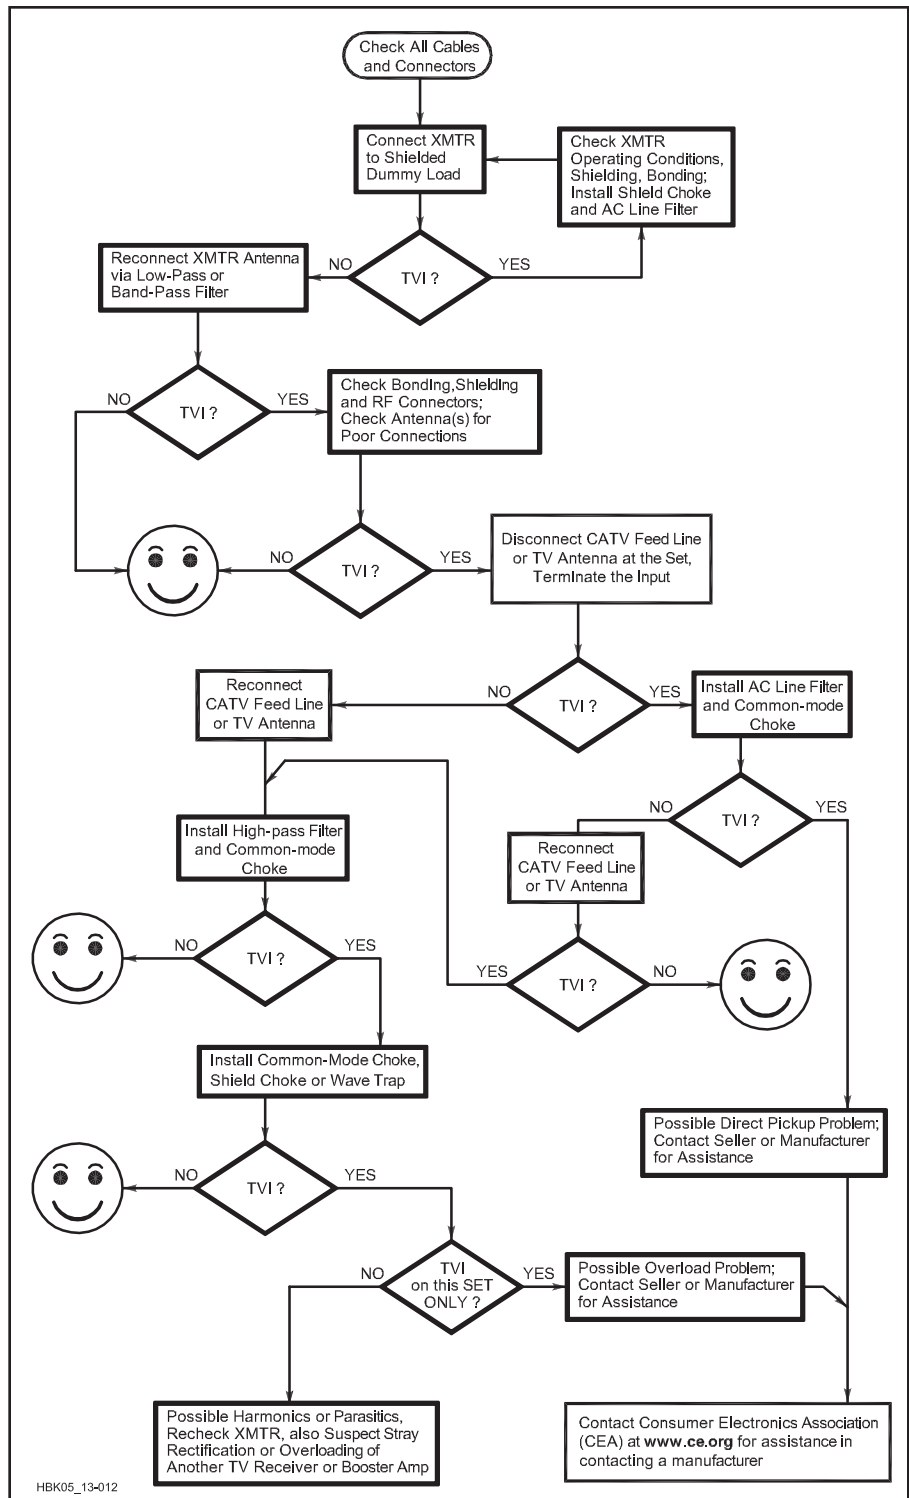 Check All Cables
and Connectors
Connect XMTR
to Shielded
Dummy Load
Check XMTR
Operating Conditions,
Shielding, Bonding;
Install Shield Choke
and AC Line Filter
Reconnect XMTR Antenna
via Low-Pass or
Band-Pass Filter
NO
TVI ?
YES
NO
TVI ?
YES
Check Bonding, Shielding
and RF Connectors;
Check Antenna(s) for
Poor Connections
NO
TVI ?
YES
Disconnect CATV Feed Line
or TV Antenna at the Set,
Terminate the Input
Reconnect
CATV Feed Line
or TV Antenna
NO
TVI ?
YES
Install AC Line Filter
and Common-mode
Choke
NO
TVI ?
YES
Install High-pass Filter
and Common-mode
Choke
Reconnect
CATV Feed Line
or TV Antenna
NO
TVI ?
YES
YES
TVI ?
NO
Install Common-Mode Choke,
Shield Choke or Wave Trap
Possible Direct Pickup Problem;
Contact Seller or Manufacturer
for Assistance
NO
TVI ?
YES
NO
TVI
on this SET
ONLY ?
YES
Possible Overload Problem;
Contact Seller or Manufacturer
for Assistance
Possible Harmonics or Parasitics,
Recheck XMTR, also Suspect Stray
Rectification or Overloading of
Another TV Receiver or Booster Amp
Contact Consumer Electronics Association
(CEA) at www.ce.org for assistance in
contacting a manufacturer
HBK05_13-012